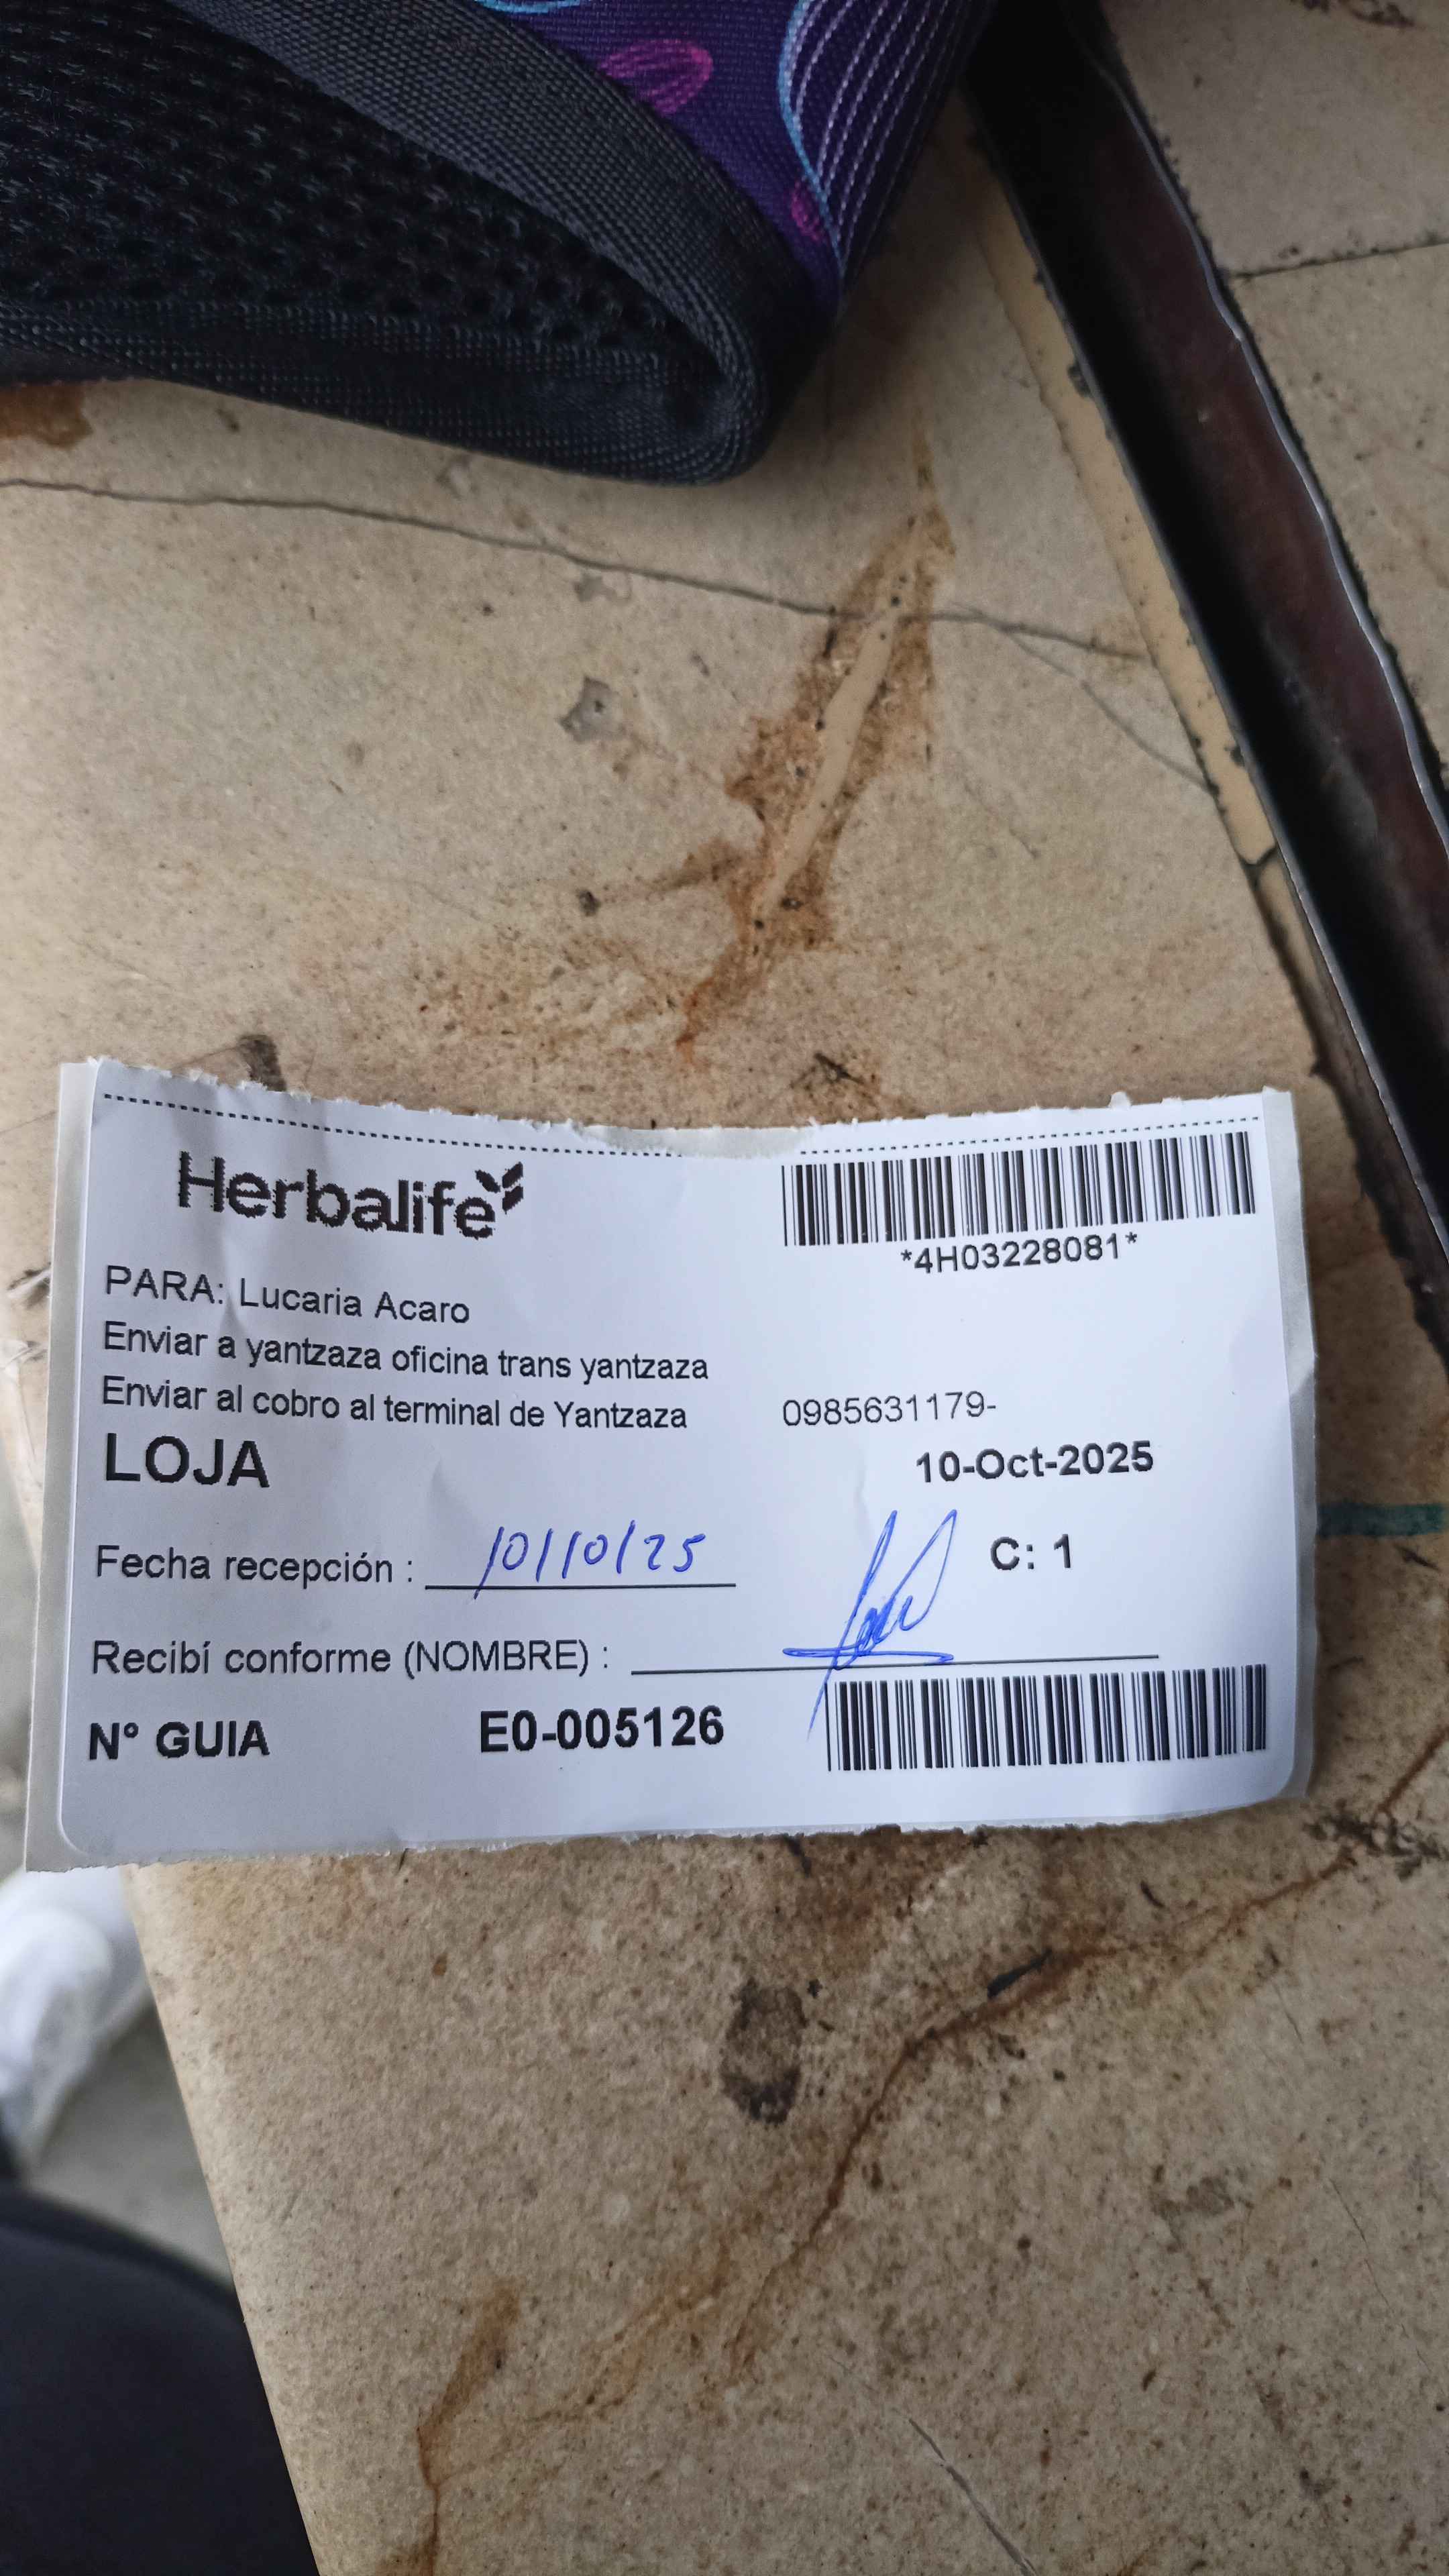 Herbalife
*4H03228081*
PARA: Lucaria Acaro
Enviar a yantzaza oficina trans yantzaza
Enviar al cobro al terminal de Yantzaza 0985631179-
LOJA 10-Oct-2025
Fecha recepción : 10/10/25 C: 1
Recibí conforme (NOMBRE) :
N° GUIA E0-005126